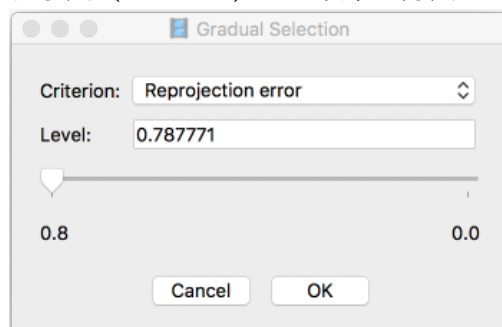 Gradual Selection
Criterion: Reprojection error
Level: 0.787771
0.8 0.0
Cancel OK